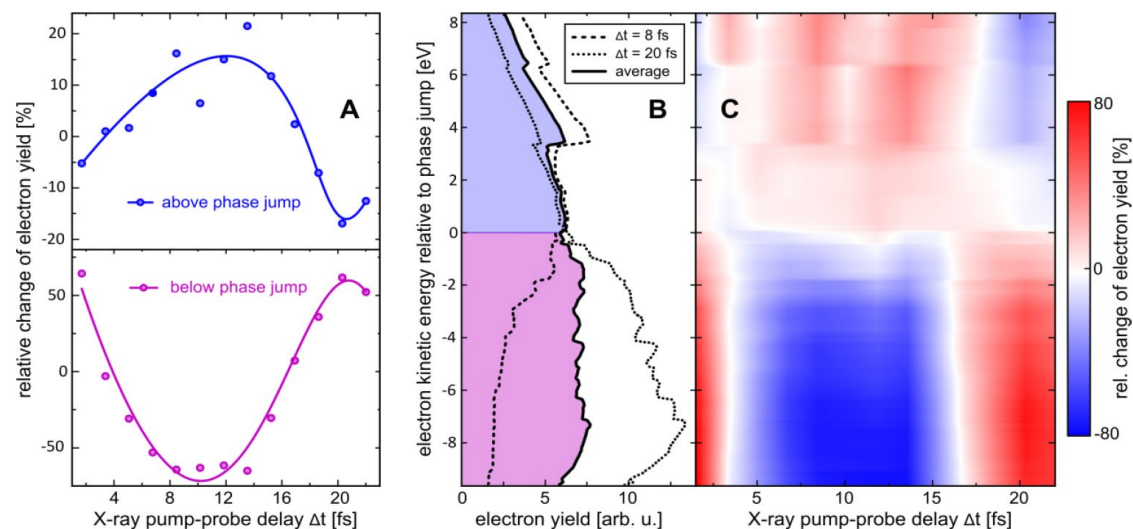 20
10
0
-10
-20
A
above phase jump
50
0
-50
below phase jump
relative change of electron yield [%]
4 8 12 16 20
X-ray pump-probe delay Δt [fs]
electron kinetic energy relative to phase jump [eV]
8
6
4
2
0
-2
-4
-6
-8
Δt = 8 fs
Δt = 20 fs
average
B
0 5 10
electron yield [arb. u.]
C
5 10 15 20
X-ray pump-probe delay Δt [fs]
80
0
-80
rel. change of electron yield [%]